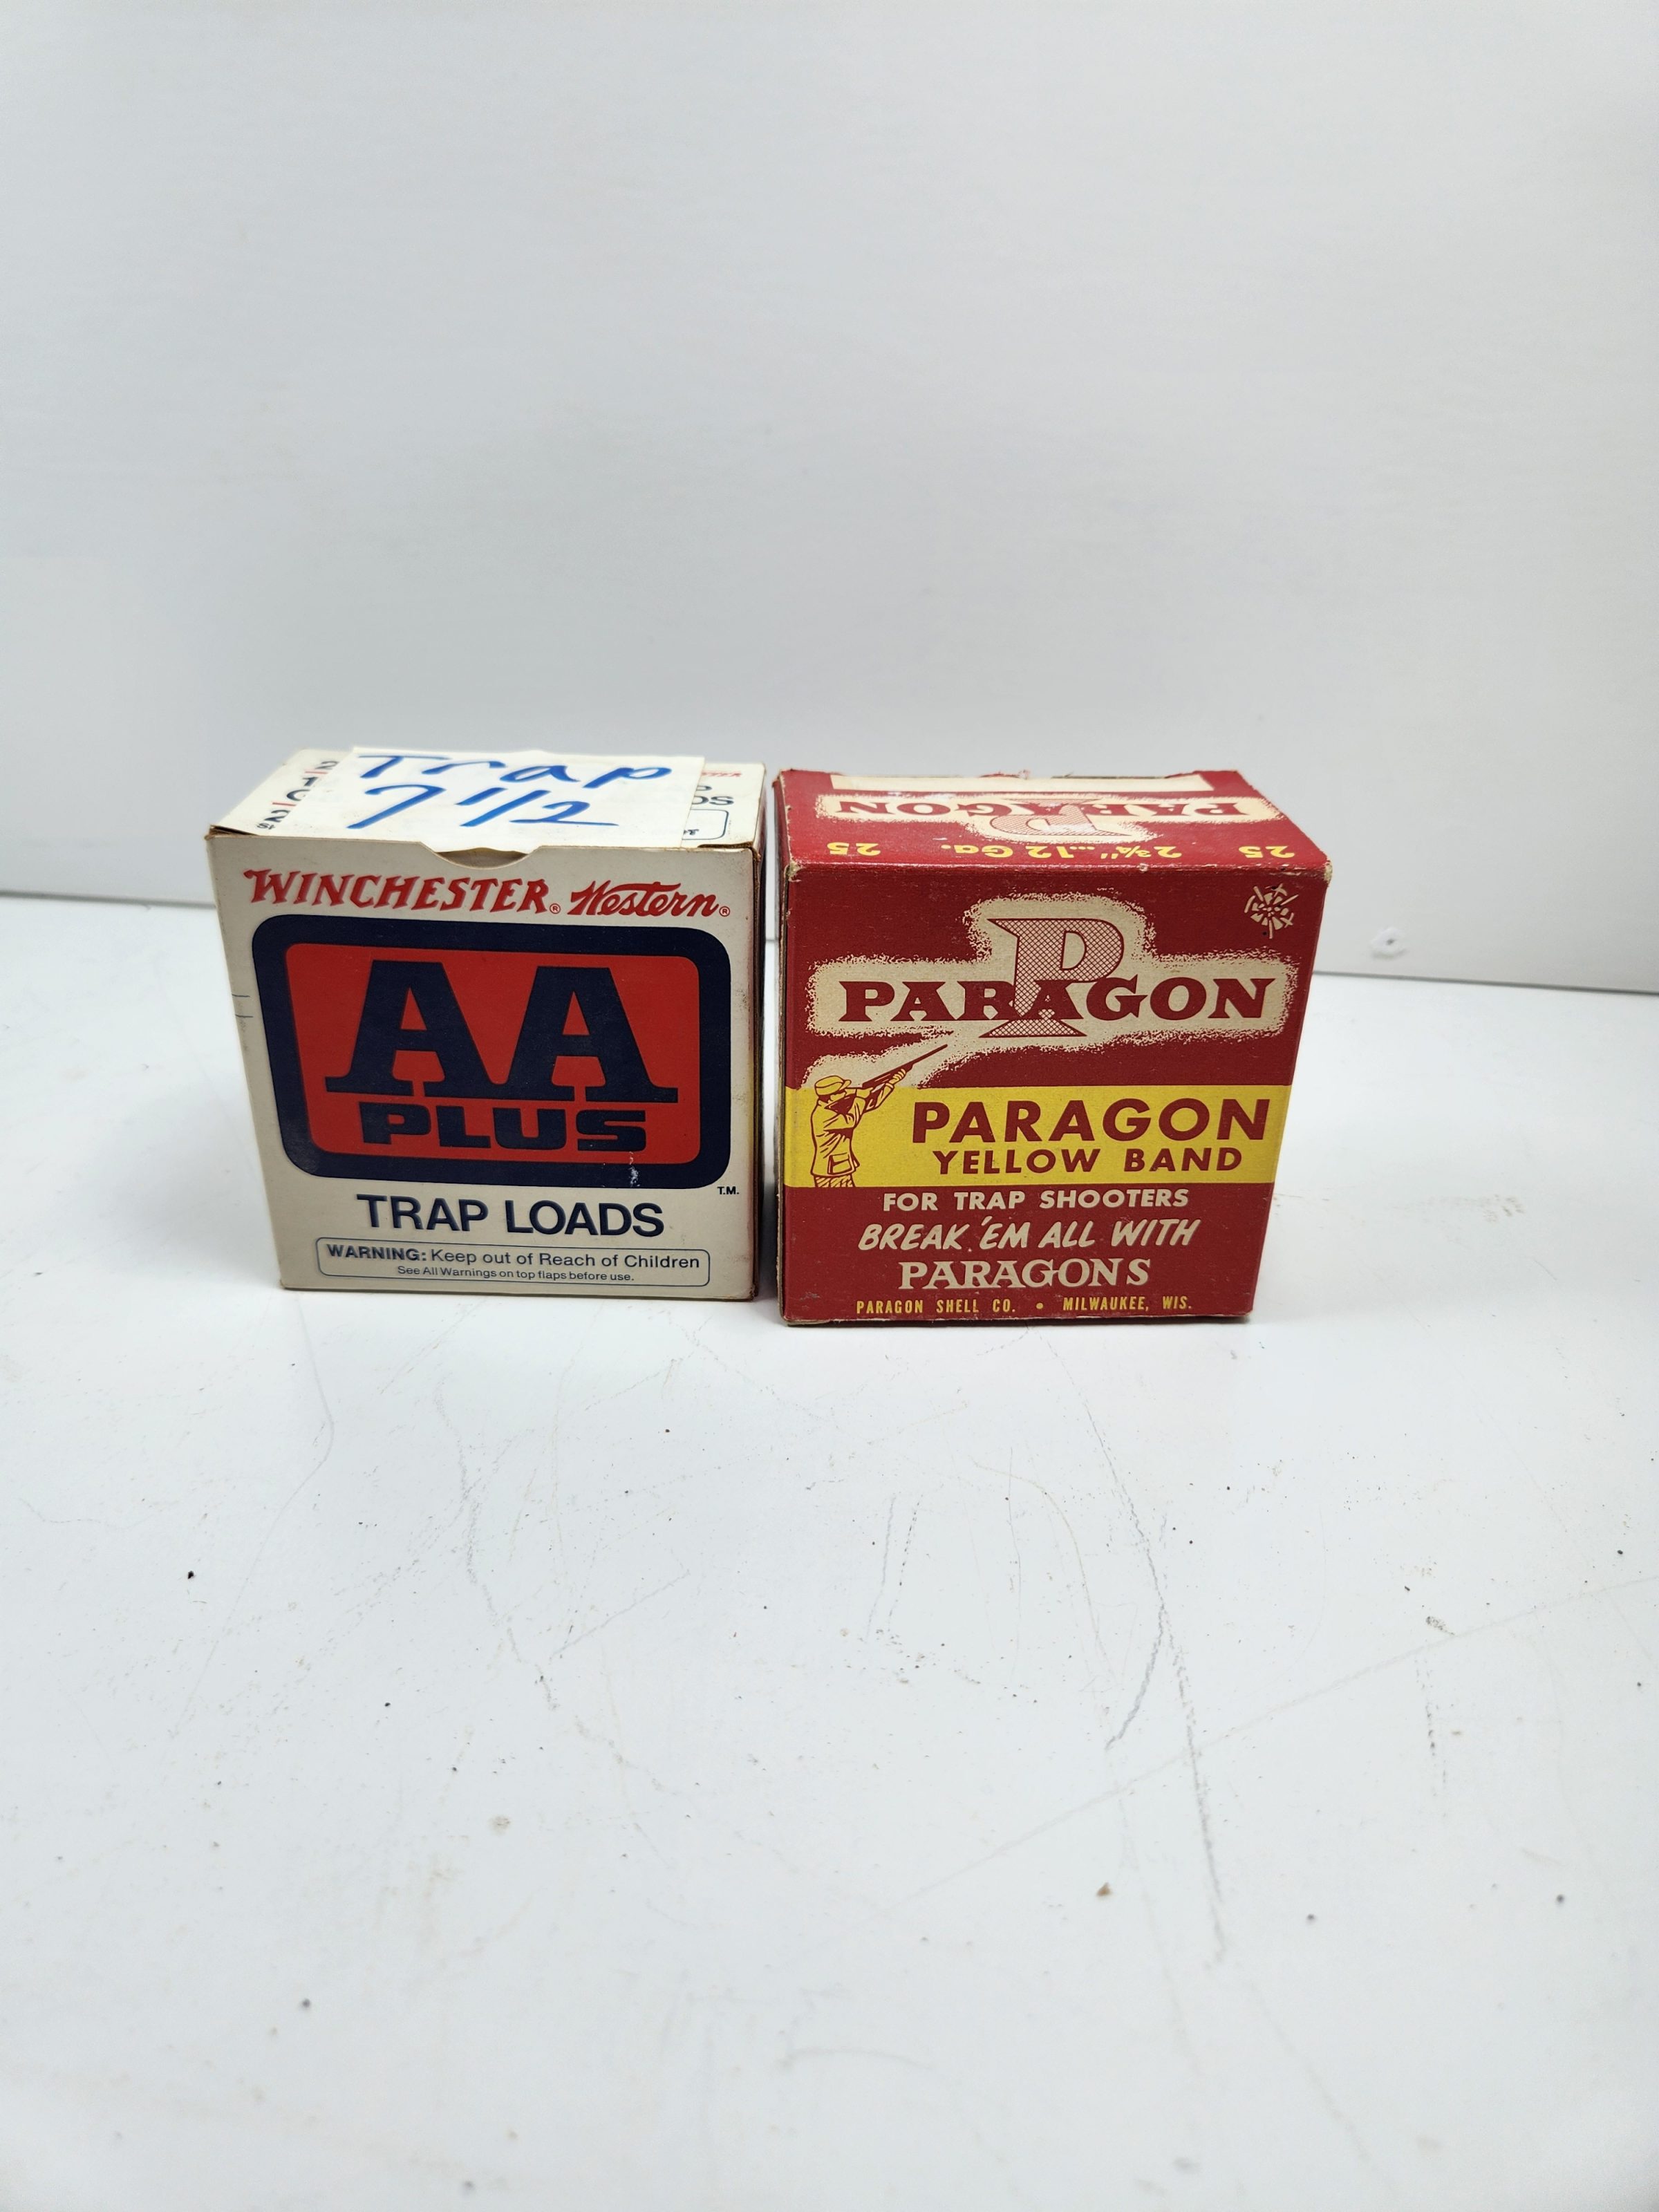 Trap
7 1/2
WINCHESTER® Western®
AA
PLUS
T.M.
TRAP LOADS
WARNING: Keep out of Reach of Children
See All Warnings on top flaps before use.
PARAGON
P
25 2¾"...12 Ga. 25
P
PARAGON
PARAGON
YELLOW BAND
FOR TRAP SHOOTERS
BREAK 'EM ALL WITH
PARAGONS
PARAGON SHELL CO. • MILWAUKEE, WIS.